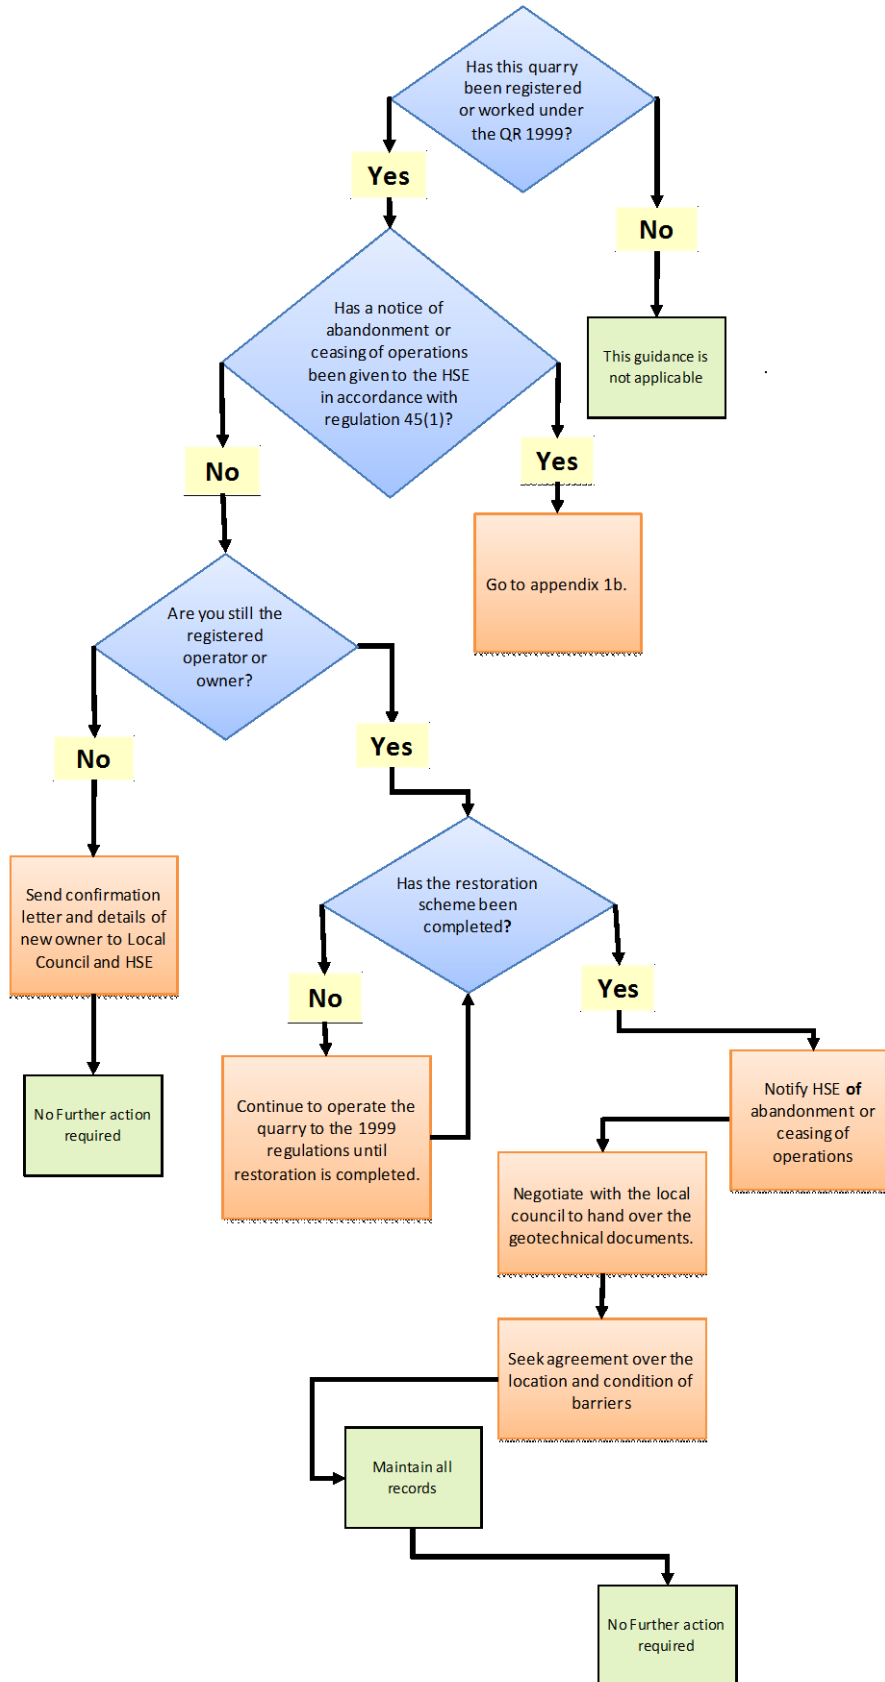 Has this quarry
been registered
or worked under
the QR 1999?
Yes
No
This guidance is
not applicable
Has a notice of
abandonment or
ceasing of operations
been given to the HSE
in accordance with
regulation 45(1)?
No
Yes
Go to appendix 1b.
Are you still the
registered
operator or
owner?
No
Yes
Send confirmation
letter and details of
new owner to Local
Council and HSE
No Further action
required
Has the restoration
scheme been
completed?
No
Yes
Continue to operate the
quarry to the 1999
regulations until
restoration is completed.
Notify HSE of
abandonment or
ceasing of
operations
Negotiate with the local
council to hand over the
geotechnical documents.
Seek agreement over the
location and condition of
barriers
Maintain all
records
No Further action
required